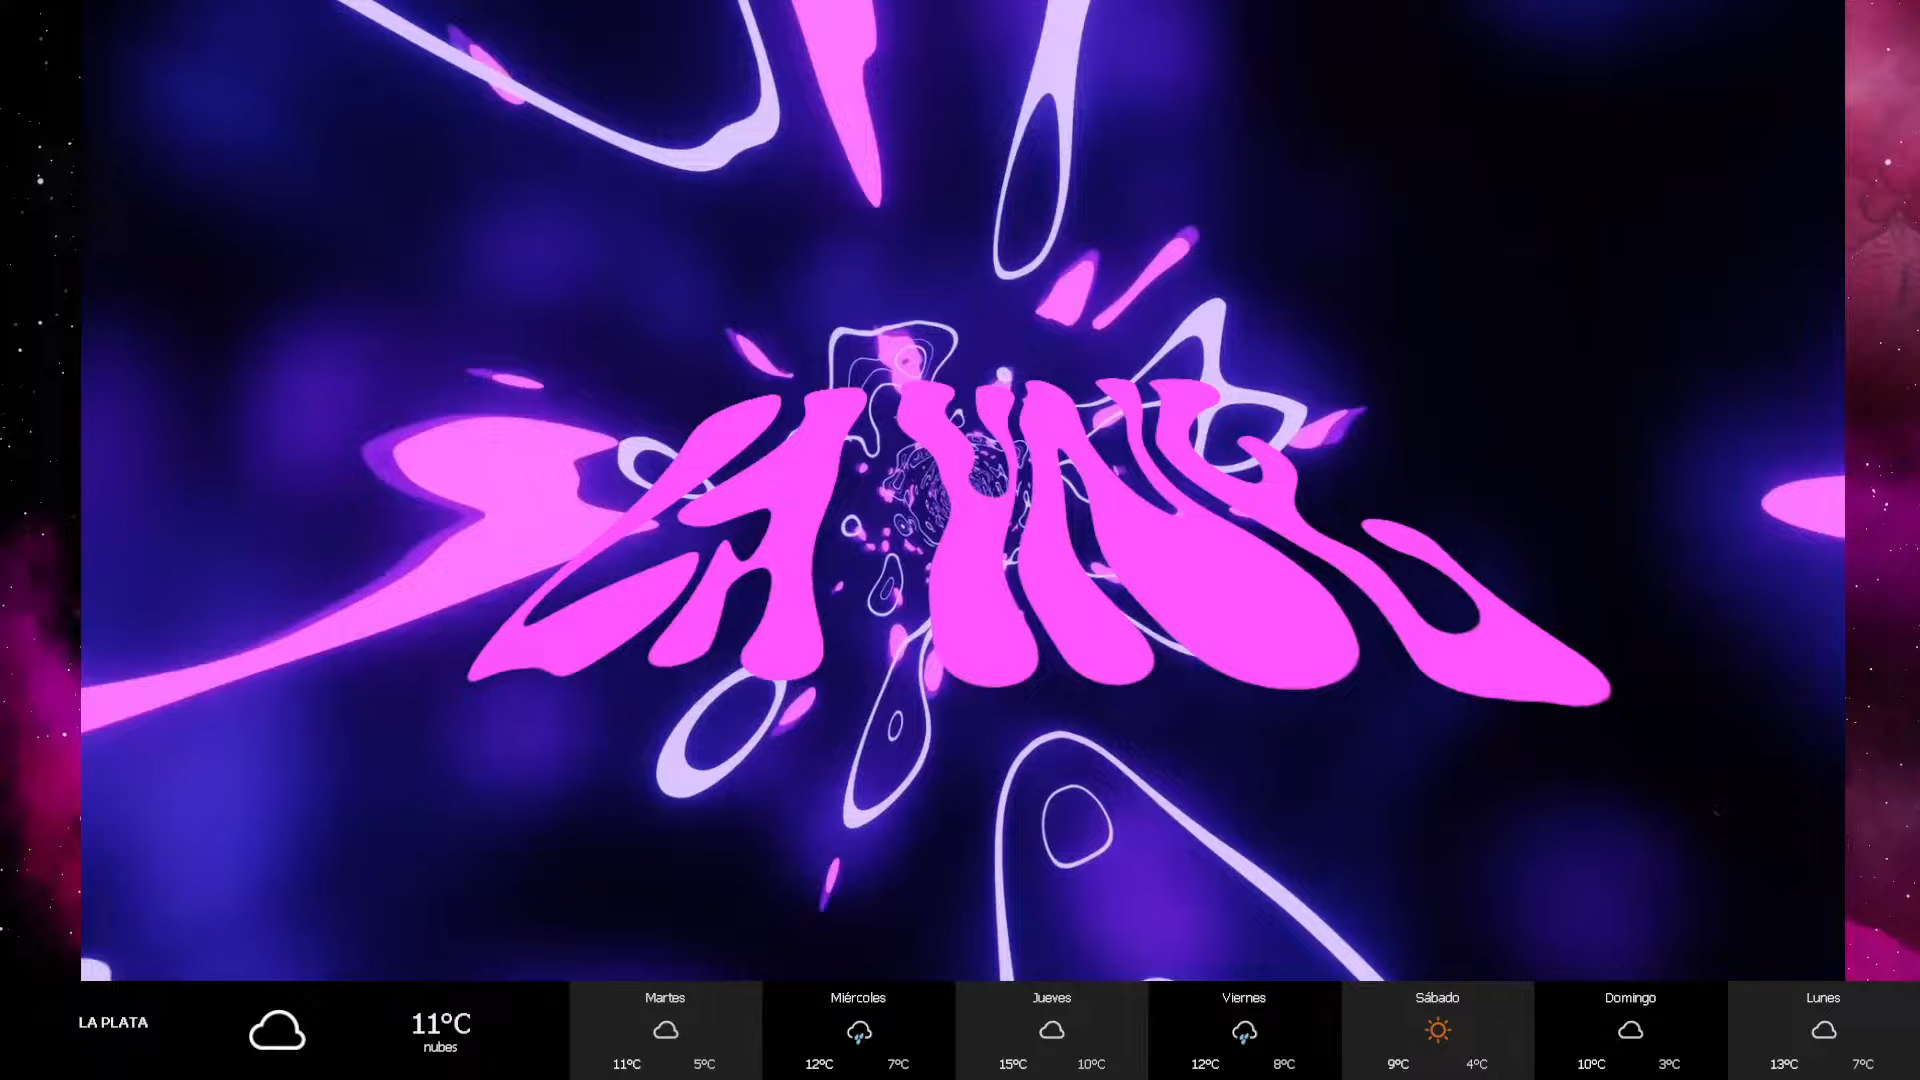 LA PLATA
11°C
nubes
Martes
11°C 5°C
Miércoles
12°C 7°C
Jueves
15°C 10°C
Viernes
12°C 8°C
Sábado
9°C 4°C
Domingo
10°C 3°C
Lunes
13°C 7°C